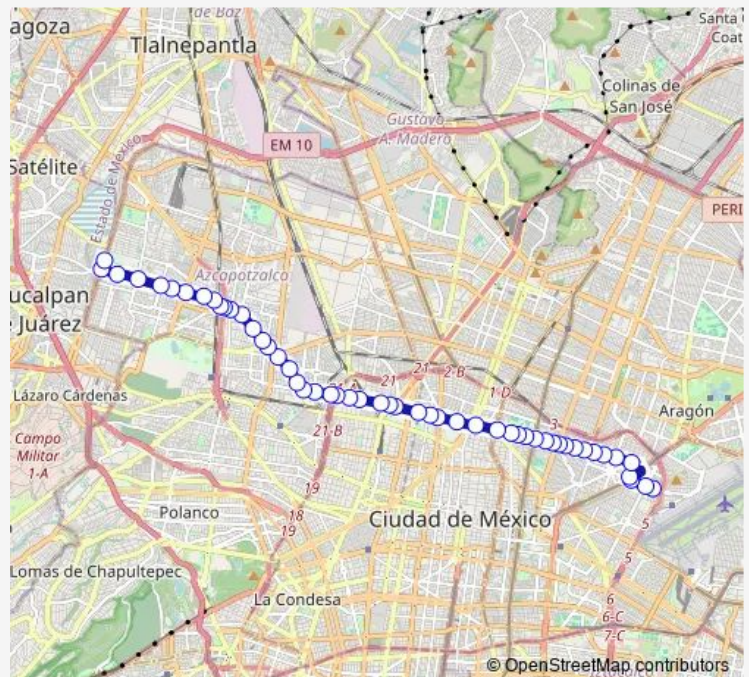 agoza
de Baz
Tlalnepantla
Santa
Coat
Colinas de
San José
Gustavo
A. Madero
EM 10
Satélite
Estado de México
PERI
Azcapotzalco
ucalpan
Juárez
21
2-B
21
1-D
Lázaro Cárdenas
3
Aragón
21-B
Campo
Militar
1-A
19
Polanco
18
19
Ciudad de México
5
5
Lomas de Chapultepec
La Condesa
6
6-C
7-C
Iztacalco
© OpenStreetMap contributors